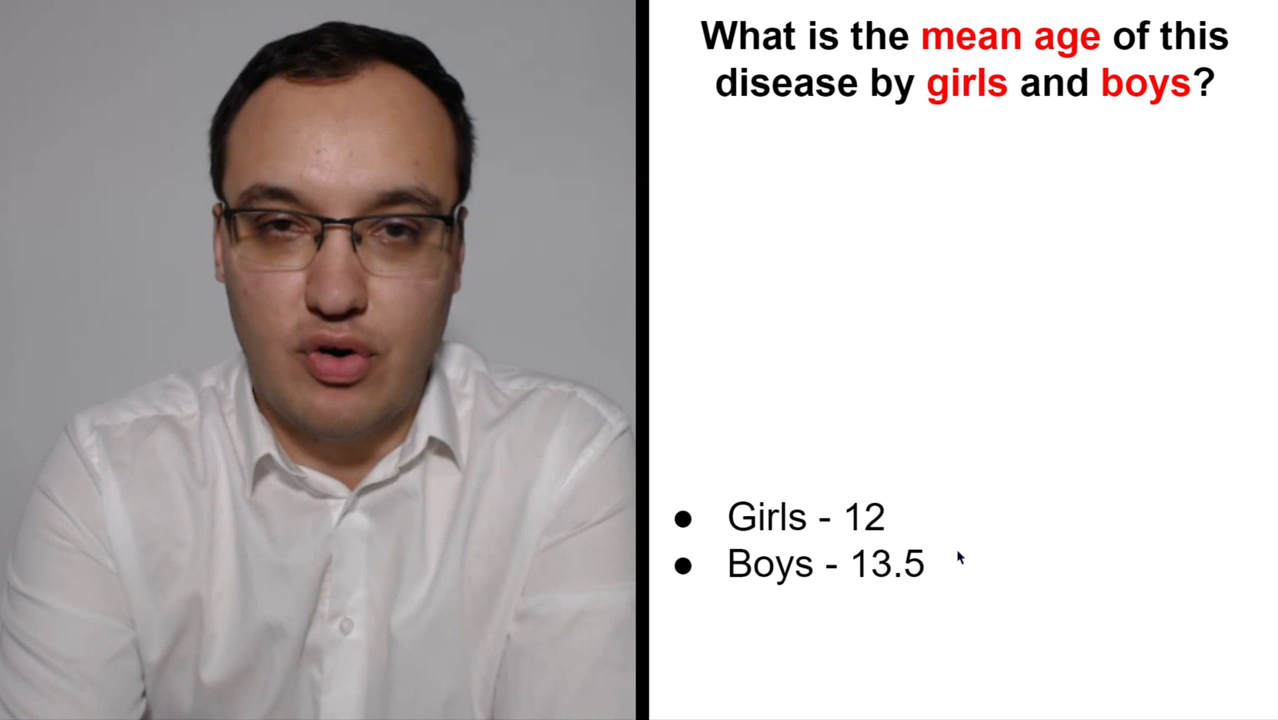 What is the mean age of this
disease by girls and boys?
● Girls - 12
● Boys - 13.5